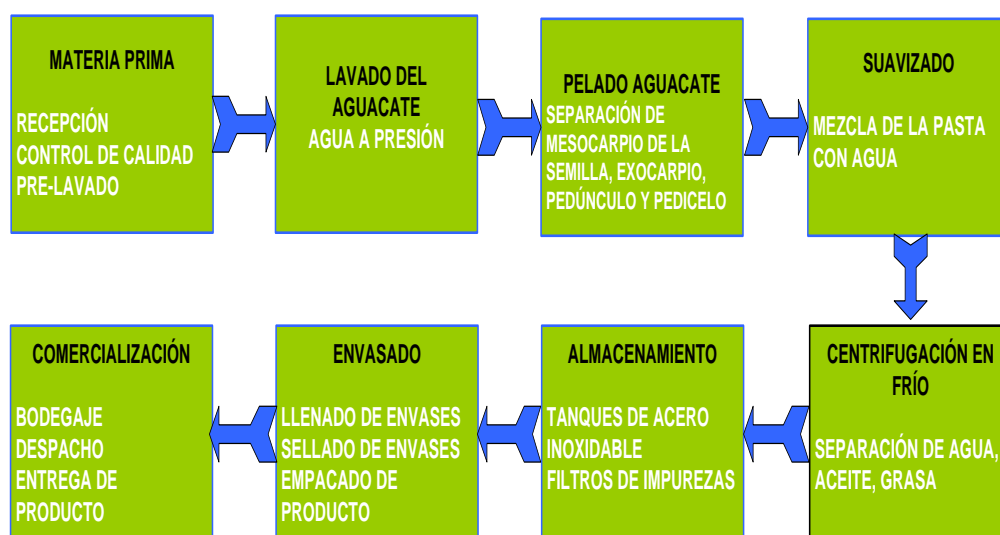 MATERIA PRIMA
RECEPCIÓN
CONTROL DE CALIDAD
PRE-LAVADO
LAVADO DEL
AGUACATE
AGUA A PRESIÓN
PELADO AGUACATE
SEPARACIÓN DE
MESOCARPIO DE LA
SEMILLA, EXOCARPIO,
PEDÚNCULO Y PEDICELO
SUAVIZADO
MEZCLA DE LA PASTA
CON AGUA
CENTRIFUGACIÓN EN
FRÍO
SEPARACIÓN DE AGUA,
ACEITE, GRASA
ALMACENAMIENTO
TANQUES DE ACERO
INOXIDABLE
FILTROS DE IMPUREZAS
ENVASADO
LLENADO DE ENVASES
SELLADO DE ENVASES
EMPACADO DE
PRODUCTO
COMERCIALIZACIÓN
BODEGAJE
DESPACHO
ENTREGA DE
PRODUCTO